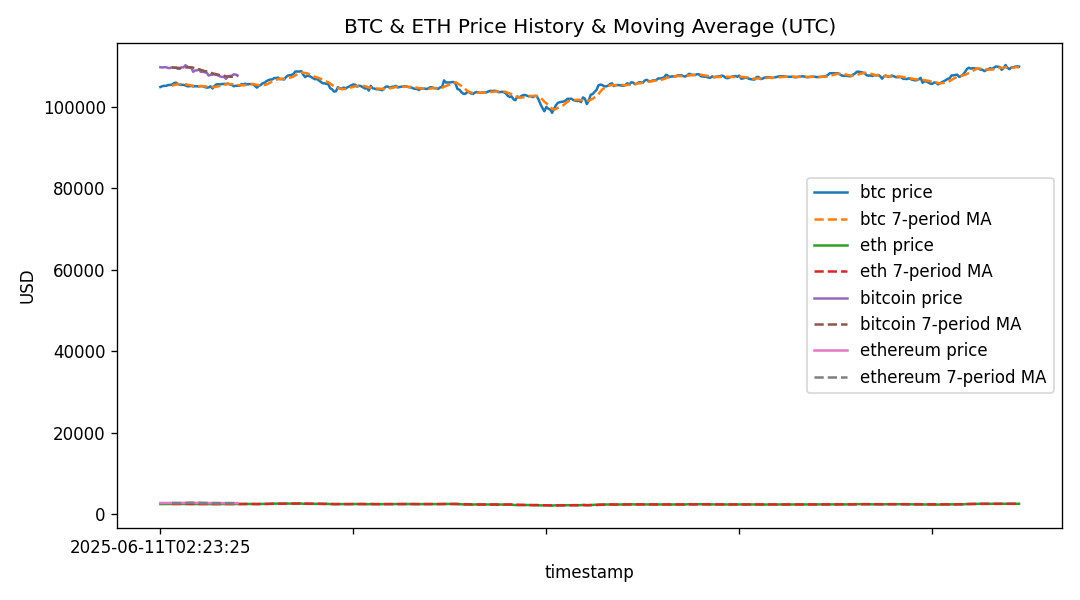 BTC & ETH Price History & Moving Average (UTC)
100000
80000
60000
40000
20000
0
USD
btc price
btc 7-period MA
eth price
eth 7-period MA
bitcoin price
bitcoin 7-period MA
ethereum price
ethereum 7-period MA
2025-06-11T02:23:25
timestamp